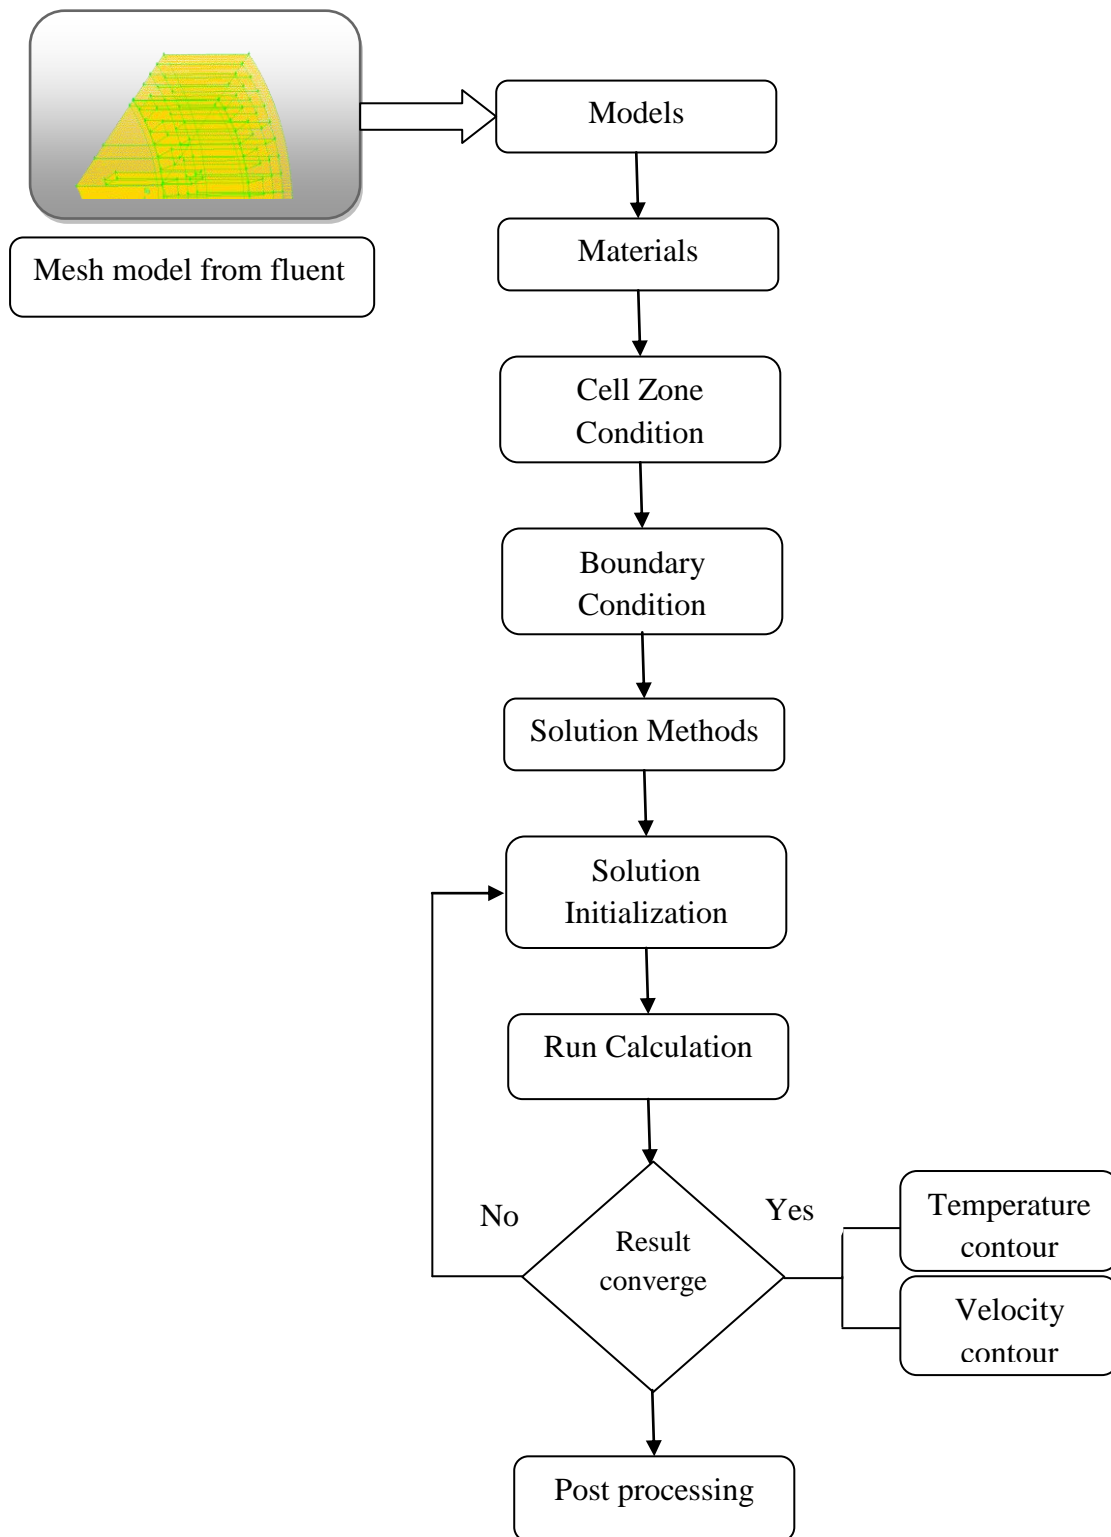 Models
Mesh model from fluent
Materials
Cell Zone
Condition
Boundary
Condition
Solution Methods
Solution
Initialization
Run Calculation
No
Yes
Result
converge
Temperature
contour
Velocity
contour
Post processing